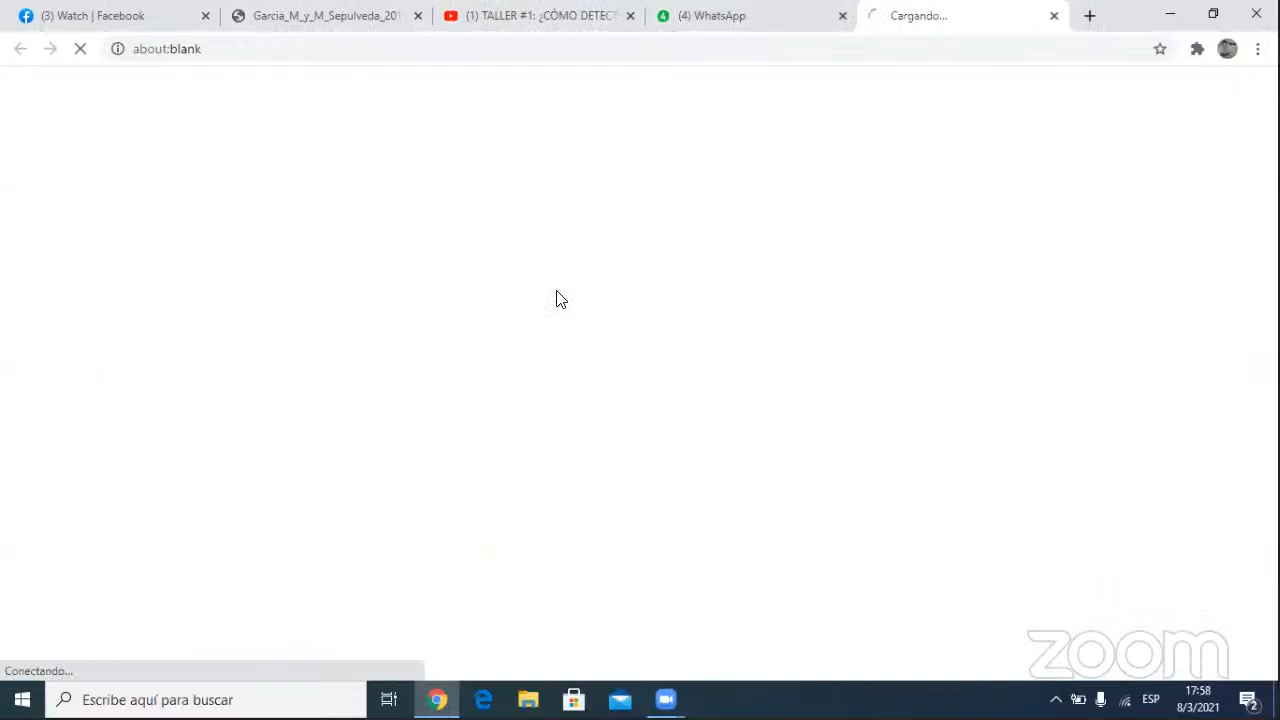 (3) Watch | Facebook
Garcia_M_y_M_Sepulveda_20
(1) TALLER #1: ¿CÓMO DETECT
(4) WhatsApp
Cargando...
about:blank
zoom
Conectando...
Escribe aquí para buscar
ESP
17:58
8/3/2021
2